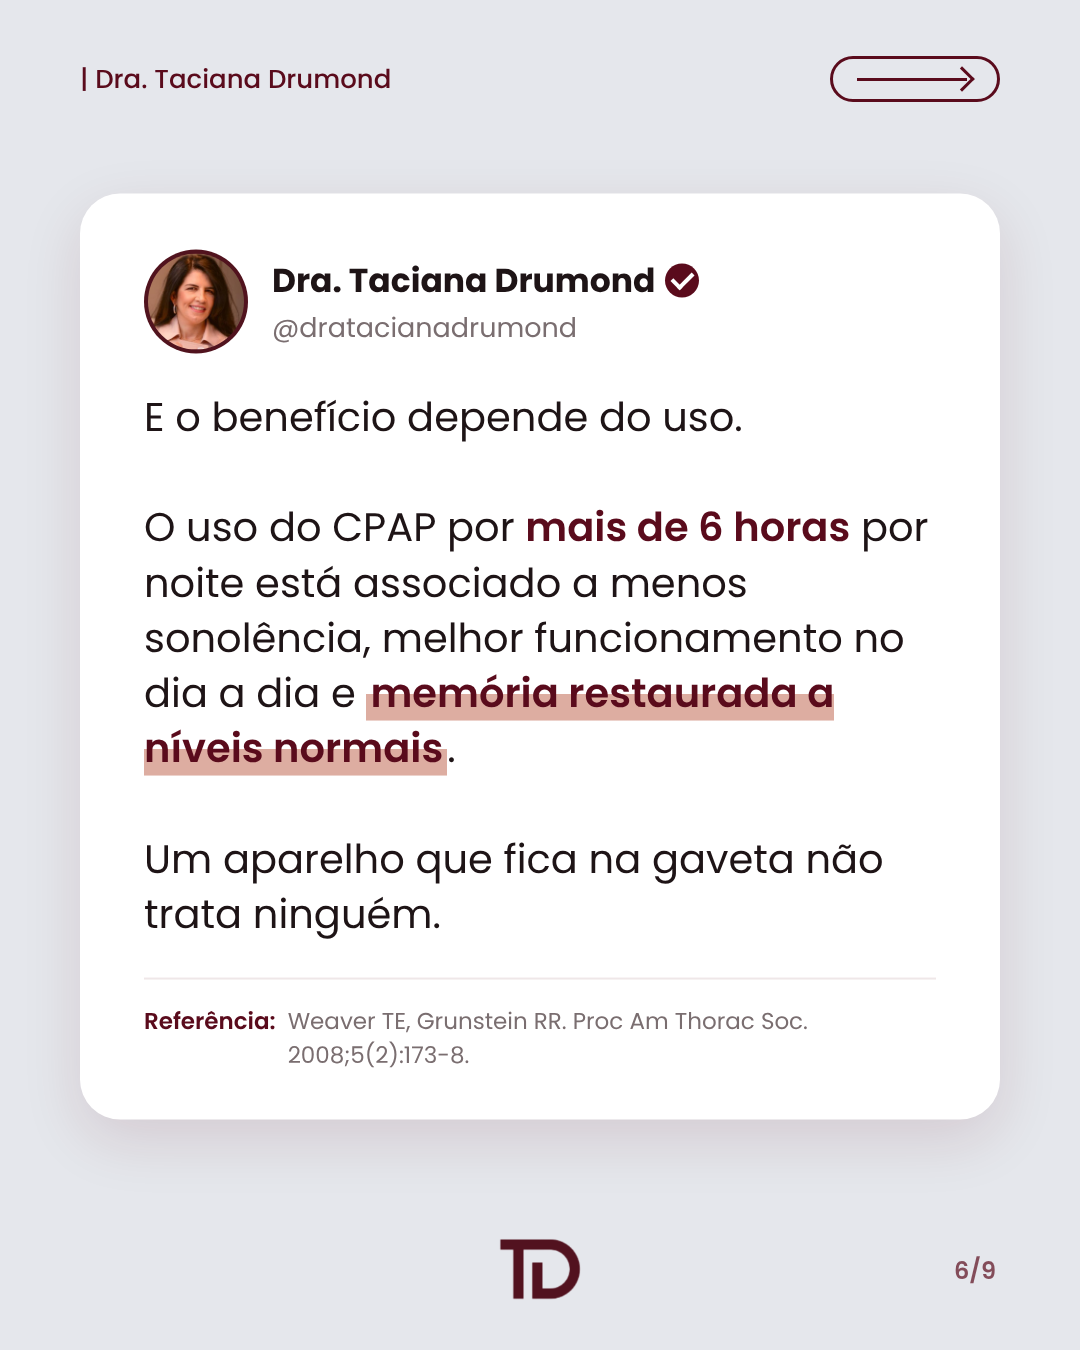 | Dra. Taciana Drumond
Dra. Taciana Drumond
@dratacianadrumond
E o benefício depende do uso.
O uso do CPAP por mais de 6 horas por
noite está associado a menos
sonolência, melhor funcionamento no
dia a dia e memória restaurada a
níveis normais.
Um aparelho que fica na gaveta não
trata ninguém.
Referência: Weaver TE, Grunstein RR. Proc Am Thorac Soc.
2008;5(2):173-8.
TD
6/9